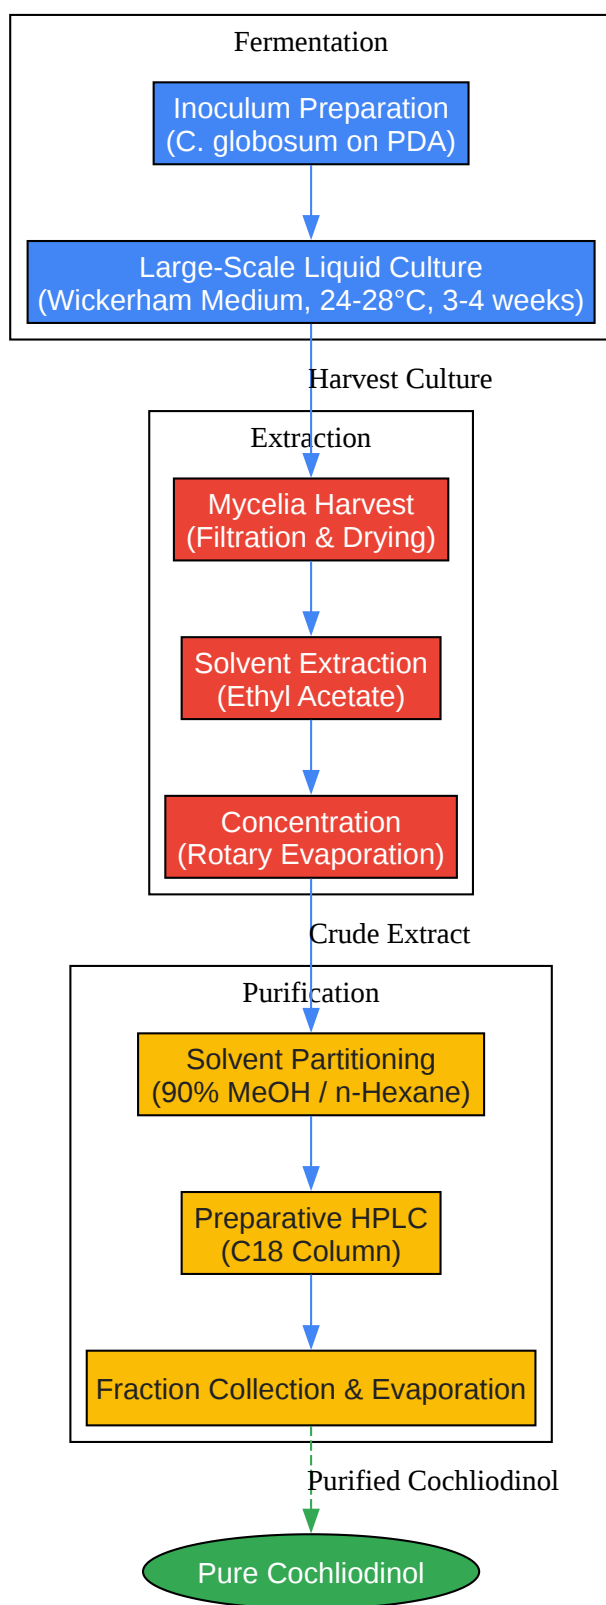 Fermentation
Inoculum Preparation
(C. globosum on PDA)
Large-Scale Liquid Culture
(Wickerham Medium, 24-28°C, 3-4 weeks)
Harvest Culture
Extraction
Mycelia Harvest
(Filtration & Drying)
Solvent Extraction
(Ethyl Acetate)
Concentration
(Rotary Evaporation)
Crude Extract
Purification
Solvent Partitioning
(90% MeOH / n-Hexane)
Preparative HPLC
(C18 Column)
Fraction Collection & Evaporation
Purified Cochliodinol
Pure Cochliodinol